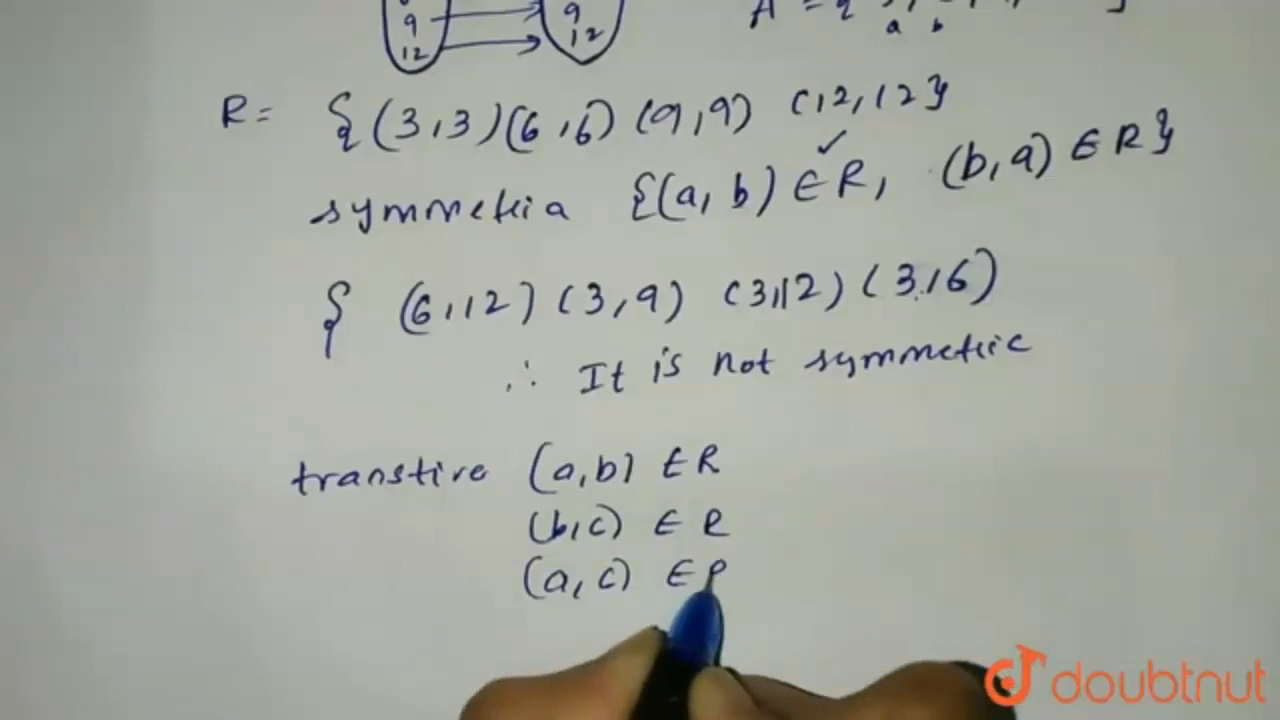 9 9
12 12
a b
R = {(3,3)(6,6) (9,9) (12,12}
symmetria {(a, b) ∈ R, (b, a) ∈ R}
{ (6,12) (3,9) (3,12) (3,6)
∴ It is not symmetric
transtive (a,b) ∈ R
(b,c) ∈ R
(a, c) ∈ R
doubtnut